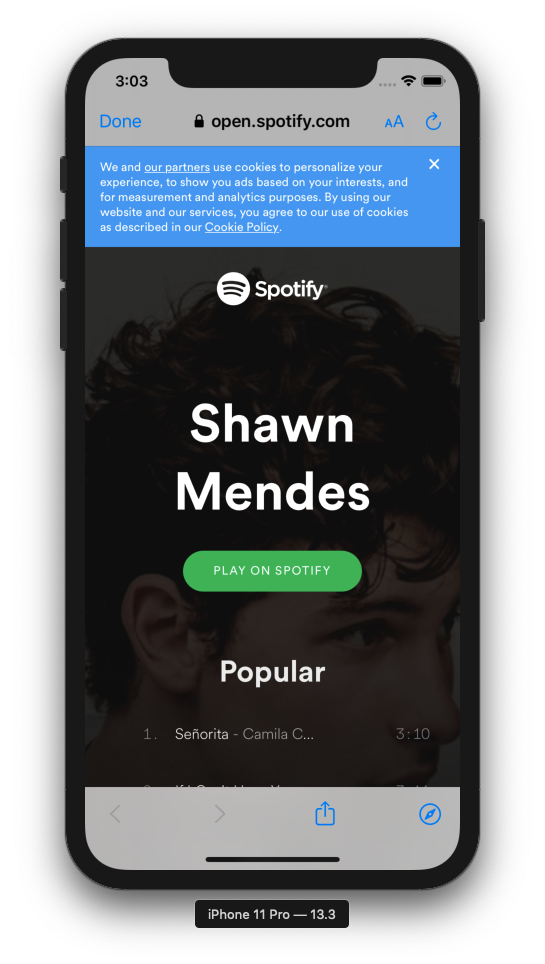 3:03
Done
open.spotify.com
AA
We and our partners use cookies to personalize your
experience, to show you ads based on your interests, and
for measurement and analytics purposes. By using our
website and our services, you agree to our use of cookies
as described in our Cookie Policy.
Spotify
Shawn
Mendes
PLAY ON SPOTIFY
Popular
1. Señorita - Camila C... 3:10
iPhone 11 Pro — 13.3